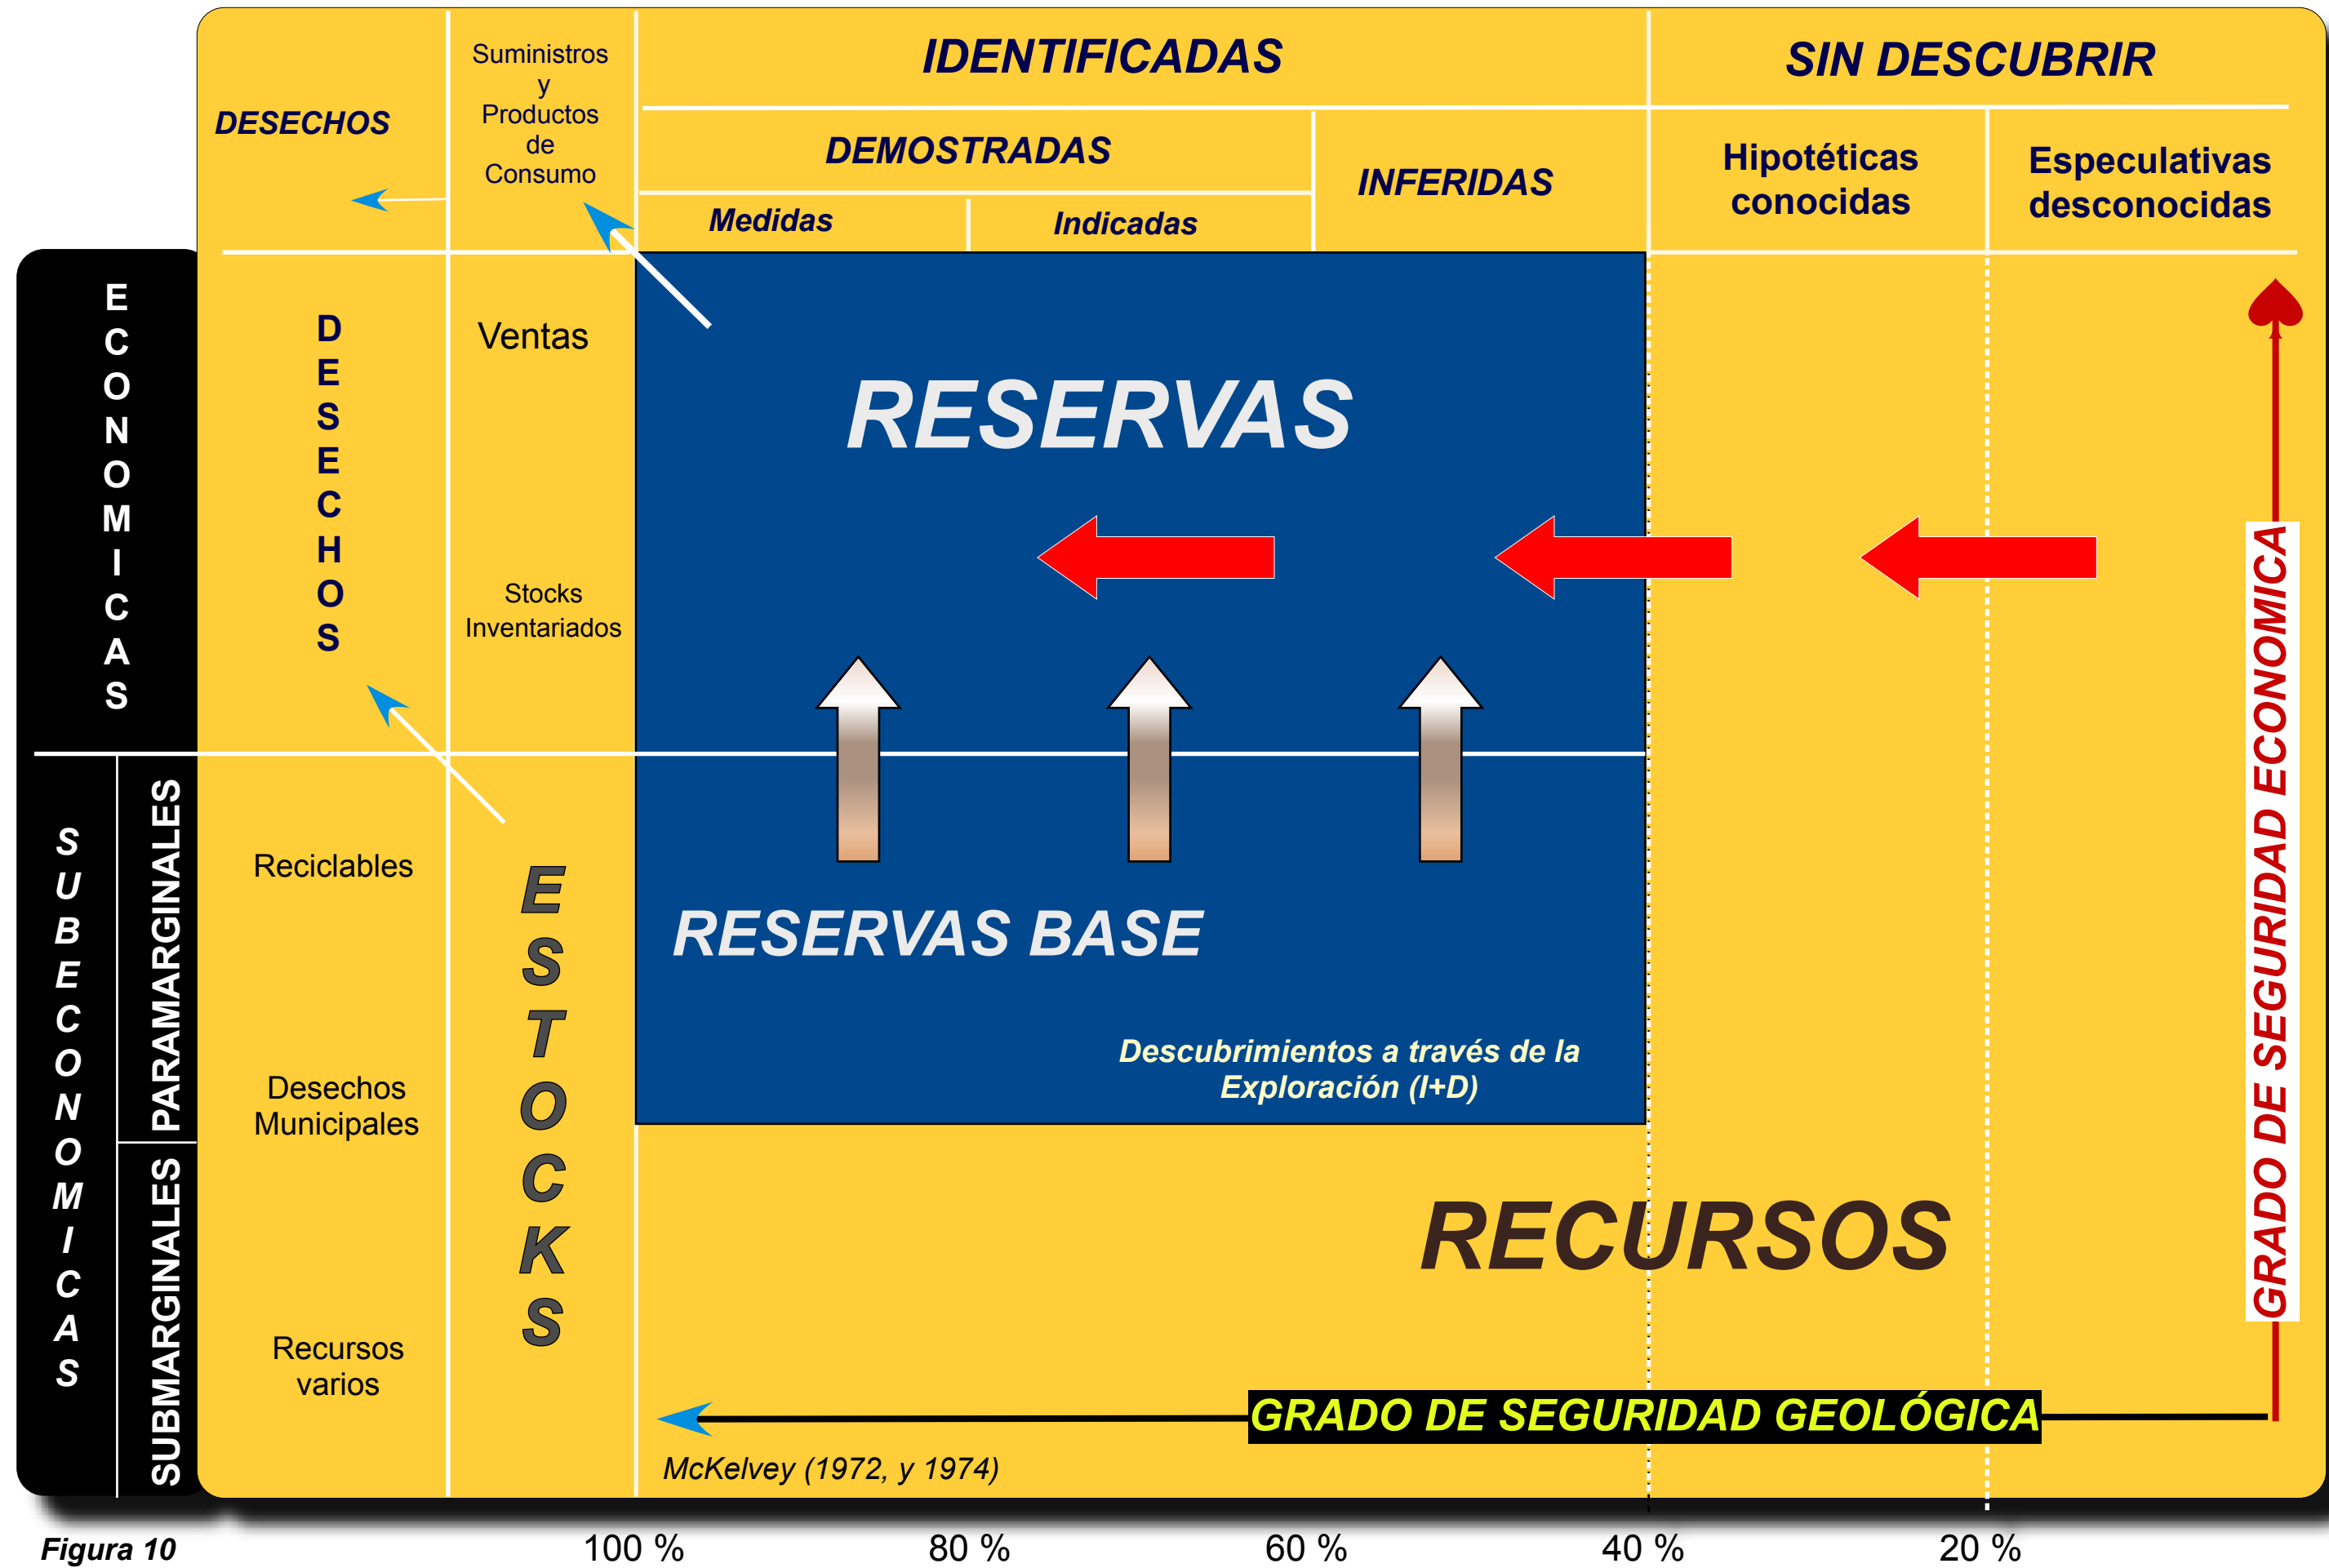 Suministros
y
Productos
de
Consumo
IDENTIFICADAS
SIN DESCUBRIR
DESECHOS
DEMOSTRADAS
INFERIDAS
Hipotéticas
conocidas
Especulativas
desconocidas
Medidas
Indicadas
ECONOMICAS
DESECHOS
Ventas
RESERVAS
Stocks
Inventariados
GRADO DE SEGURIDAD ECONOMICA
SUBECONOMICAS
PARAMARGINALES
Reciclables
ESTOCKS
RESERVAS BASE
Descubrimientos a través de la
Exploración (I+D)
Desechos
Municipales
SUBMARGINALES
RECURSOS
Recursos
varios
GRADO DE SEGURIDAD GEOLÓGICA
McKelvey (1972, y 1974)
Figura 10
100 %
80 %
60 %
40 %
20 %